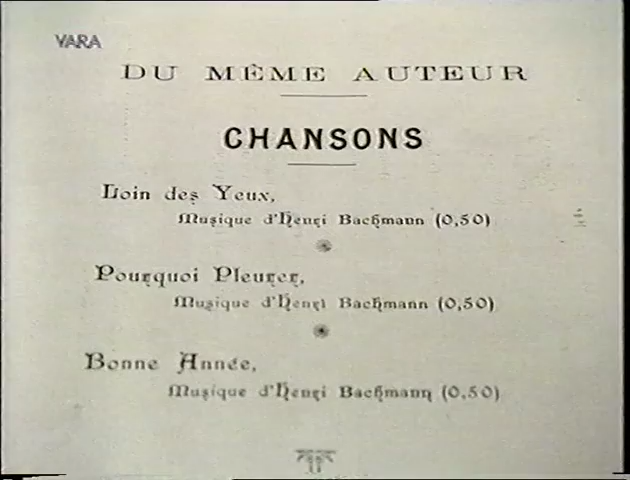 VARA
DU MÊME AUTEUR
CHANSONS
Loin des Yeux,
Musique d'Henri Bachmann (0,50)
Pourquoi Pleurer,
Musique d'Henri Bachmann (0,50)
Bonne Année,
Musique d'Henri Bachmann (0,50)